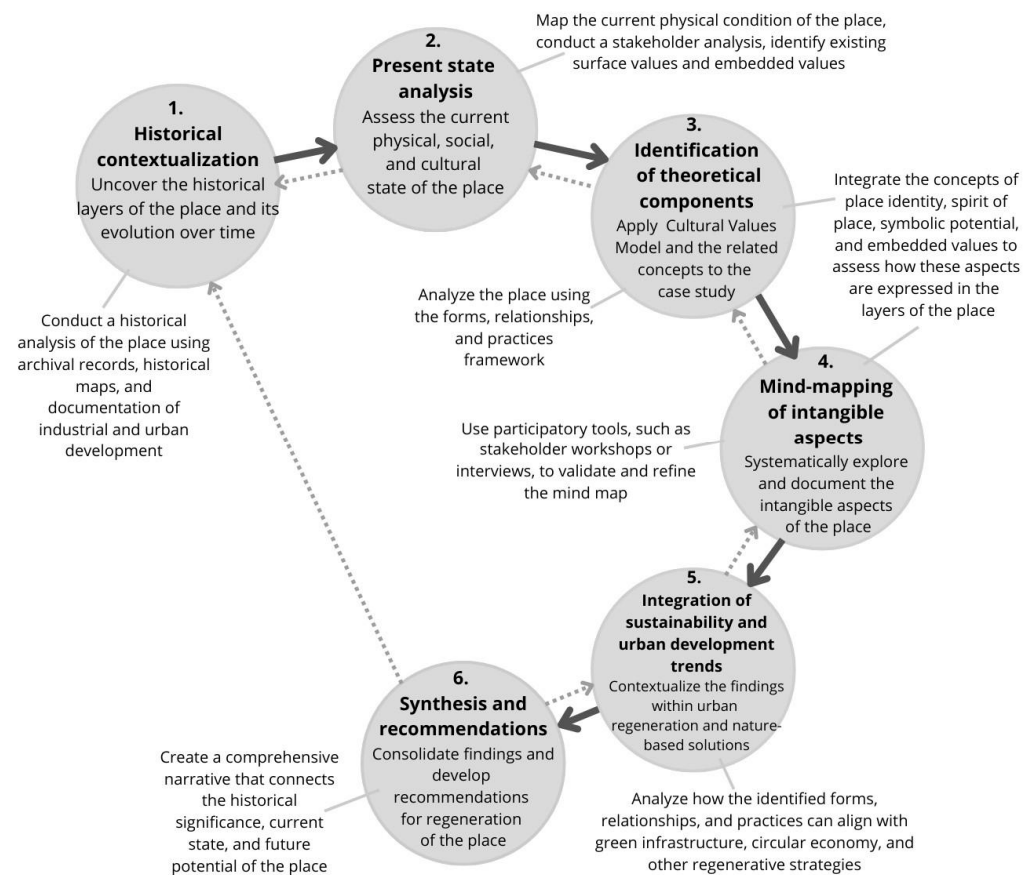 1.
Historical
contextualization
Uncover the historical
layers of the place and its
evolution over time
Conduct a historical
analysis of the place using
archival records, historical
maps, and
documentation of
industrial and urban
development
2.
Present state
analysis
Assess the current
physical, social,
and cultural
state of the place
Map the current physical condition of the place,
conduct a stakeholder analysis, identify existing
surface values and embedded values
3.
Identification
of theoretical
components
Apply Cultural Values
Model and the related
concepts to the
case study
Analyze the place using
the forms, relationships,
and practices
framework
Integrate the concepts of
place identity, spirit of
place, symbolic potential,
and embedded values to
assess how these aspects
are expressed in the
layers of the place
4.
Mind-mapping
of intangible
aspects
Systematically explore
and document the
intangible aspects
of the place
Use participatory tools, such as
stakeholder workshops or
interviews, to validate and refine
the mind map
5.
Integration of
sustainability and
urban development
trends
Contextualize the findings
within urban
regeneration and nature-
based solutions
Analyze how the identified forms,
relationships, and practices can align with
green infrastructure, circular economy, and
other regenerative strategies
6.
Synthesis and
recommendations
Consolidate findings and
develop
recommendations
for regeneration
of the place
Create a comprehensive
narrative that connects
the historical
significance, current
state, and future
potential of the place